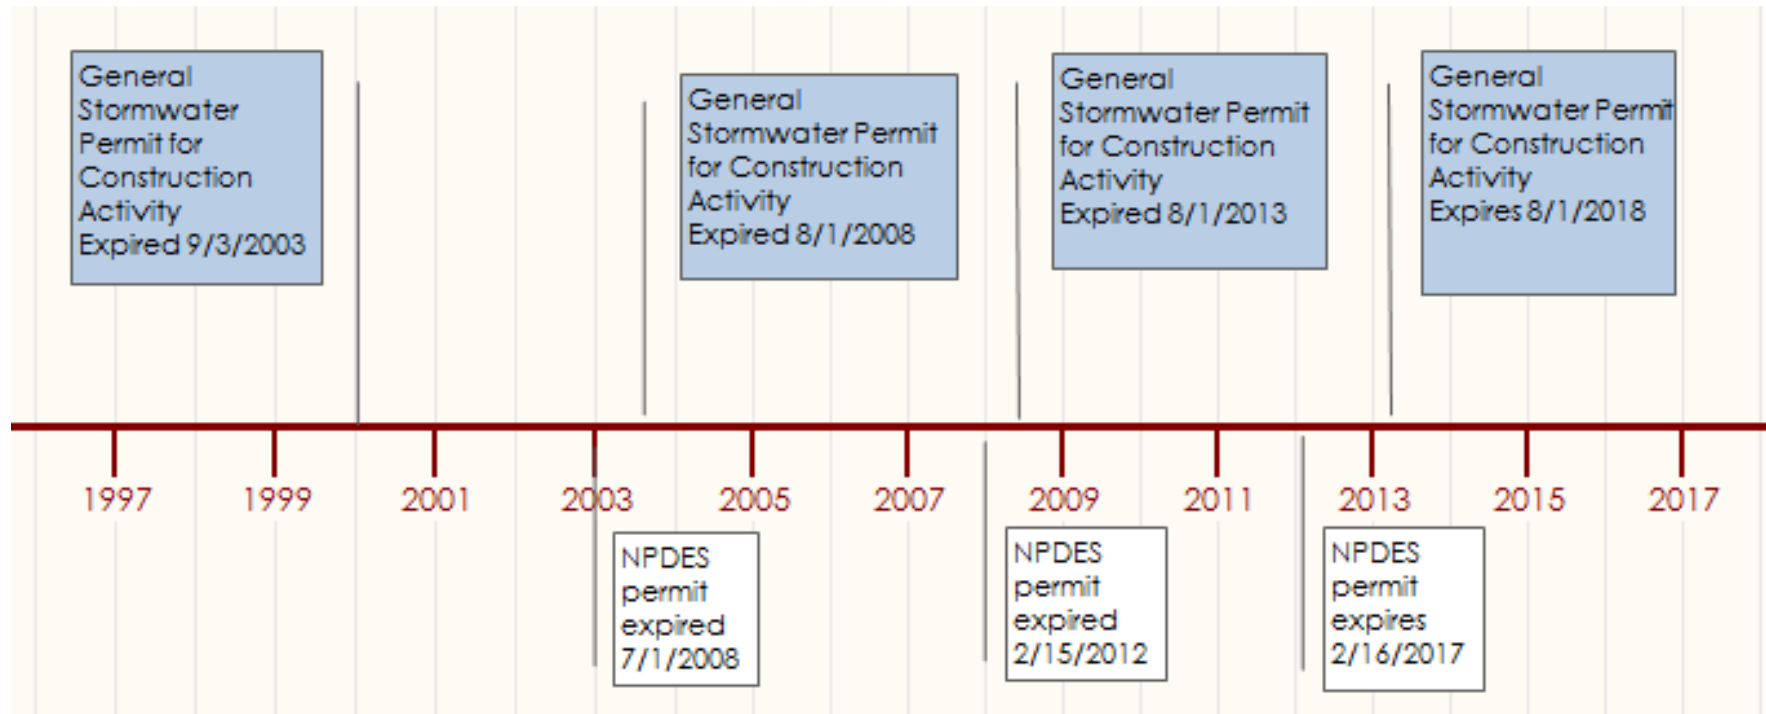 General
Stormwater
Permit for
Construction
Activity
Expired 9/3/2003
General
Stormwater Permit
for Construction
Activity
Expired 8/1/2008
General
Stormwater Permit
for Construction
Activity
Expired 8/1/2013
General
Stormwater Permit
for Construction
Activity
Expires 8/1/2018
1997
1999
2001
2003
2005
2007
2009
2011
2013
2015
2017
NPDES
permit
expired
7/1/2008
NPDES
permit
expired
2/15/2012
NPDES
permit
expires
2/16/2017